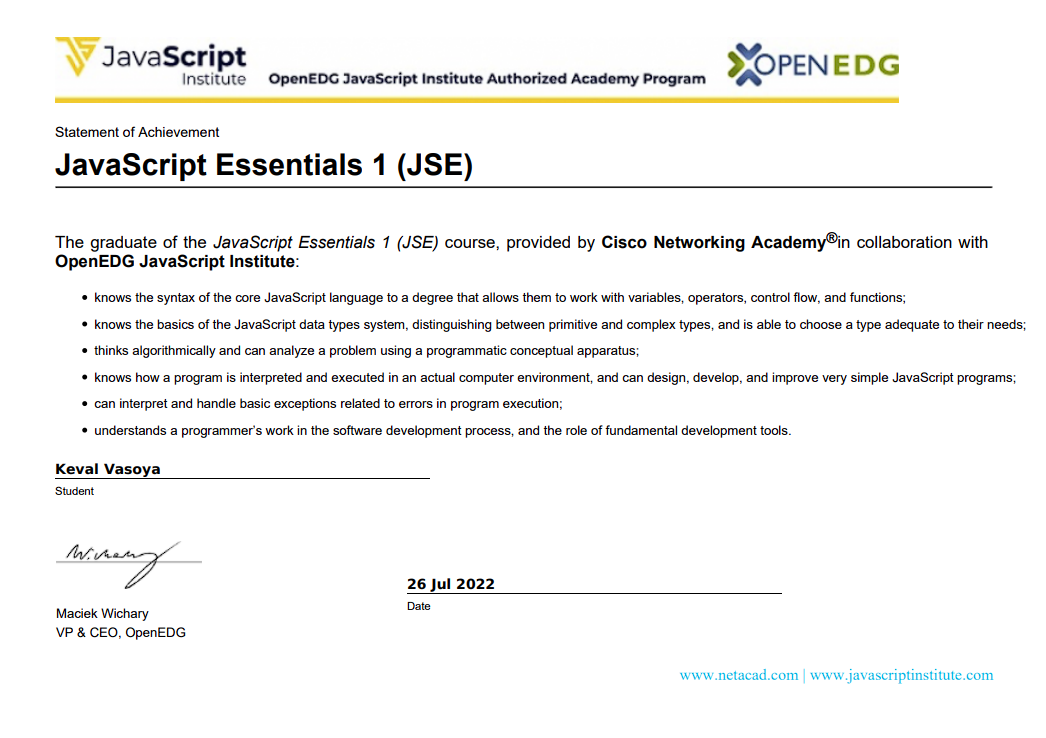 JavaScript
Institute
OpenEDG JavaScript Institute Authorized Academy Program
OPENEDG
Statement of Achievement
JavaScript Essentials 1 (JSE)
The graduate of the JavaScript Essentials 1 (JSE) course, provided by Cisco Networking Academy®in collaboration with
OpenEDG JavaScript Institute:
• knows the syntax of the core JavaScript language to a degree that allows them to work with variables, operators, control flow, and functions;
• knows the basics of the JavaScript data types system, distinguishing between primitive and complex types, and is able to choose a type adequate to their needs;
• thinks algorithmically and can analyze a problem using a programmatic conceptual apparatus;
• knows how a program is interpreted and executed in an actual computer environment, and can design, develop, and improve very simple JavaScript programs;
• can interpret and handle basic exceptions related to errors in program execution;
• understands a programmer's work in the software development process, and the role of fundamental development tools.
Keval Vasoya
Student
W.chary
26 Jul 2022
Date
Maciek Wichary
VP & CEO, OpenEDG
www.netacad.com | www.javascriptinstitute.com